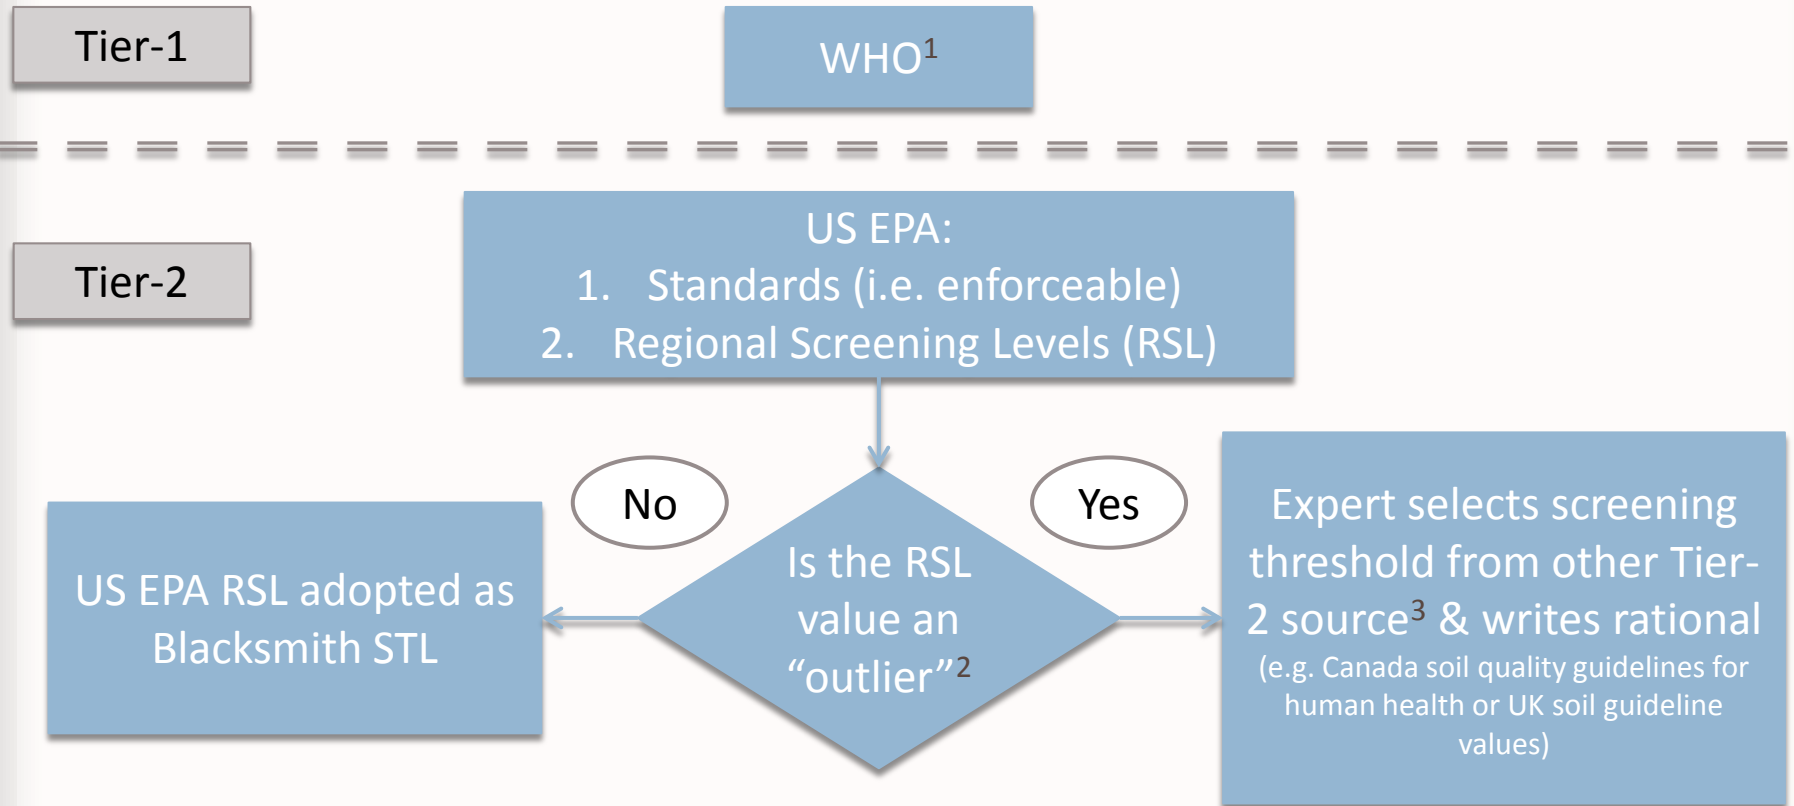 Tier-1
WHO1
Tier-2
US EPA:
1. Standards (i.e. enforceable)
2. Regional Screening Levels (RSL)
No
Yes
US EPA RSL adopted as
Blacksmith STL
Is the RSL
value an
“outlier”2
Expert selects screening
threshold from other Tier-
2 source3 & writes rational
(e.g. Canada soil quality guidelines for
human health or UK soil guideline
values)